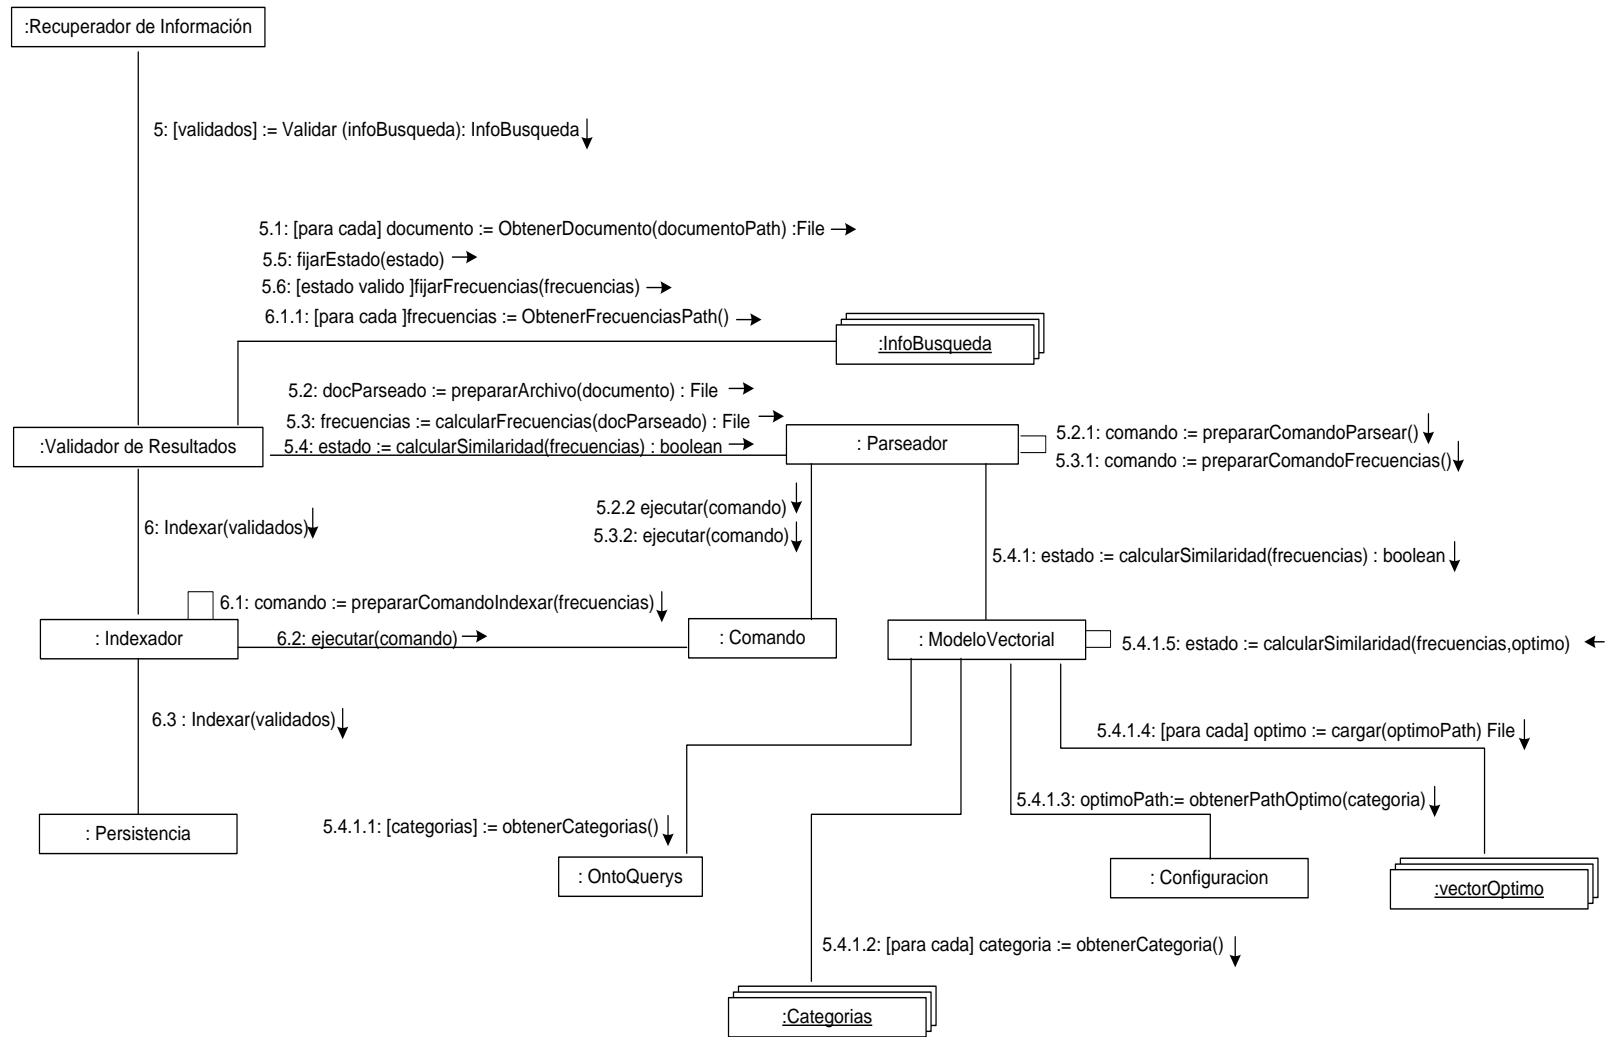 :Recuperador de Información
5: [validados] := Validar (infoBusqueda): InfoBusqueda
5.1: [para cada] documento := ObtenerDocumento(documentoPath) :File
5.5: fijarEstado(estado)
5.6: [estado valido ]fijarFrecuencias(frecuencias)
6.1.1: [para cada ]frecuencias := ObtenerFrecuenciasPath()
:InfoBusqueda
5.2: docParseado := prepararArchivo(documento) : File
5.3: frecuencias := calcularFrecuencias(docParseado) : File
5.4: estado := calcularSimilaridad(frecuencias) : boolean
:Validador de Resultados
: Parseador
5.2.1: comando := prepararComandoParsear()
5.3.1: comando := prepararComandoFrecuencias()
5.2.2 ejecutar(comando)
5.3.2: ejecutar(comando)
6: Indexar(validados)
5.4.1: estado := calcularSimilaridad(frecuencias) : boolean
6.1: comando := prepararComandoIndexar(frecuencias)
: Indexador
6.2: ejecutar(comando)
: Comando
: ModeloVectorial
5.4.1.5: estado := calcularSimilaridad(frecuencias,optimo)
6.3 : Indexar(validados)
5.4.1.4: [para cada] optimo := cargar(optimoPath) File
5.4.1.3: optimoPath:= obtenerPathOptimo(categoria)
: Persistencia
5.4.1.1: [categorias] := obtenerCategorias()
: OntoQuerys
: Configuracion
:vectorOptimo
5.4.1.2: [para cada] categoria := obtenerCategoria()
:Categorias